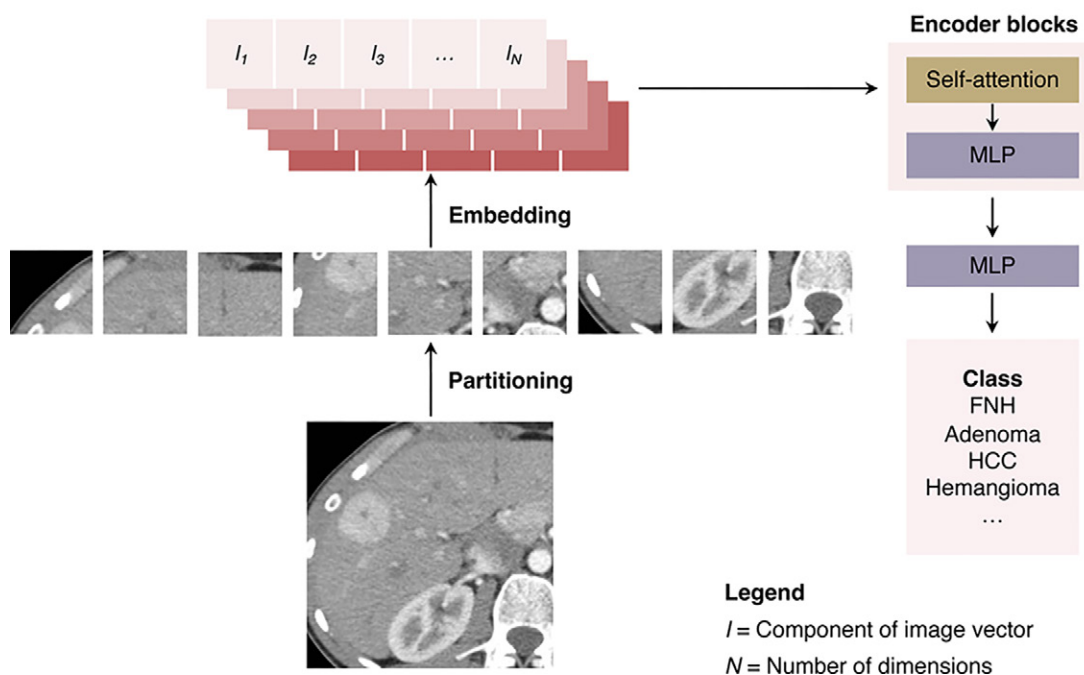 I1 I2 I3 … IN
Encoder blocks
Self-attention
MLP
Embedding
MLP
Partitioning
Class
FNH
Adenoma
HCC
Hemangioma
…
Legend
I = Component of image vector
N = Number of dimensions